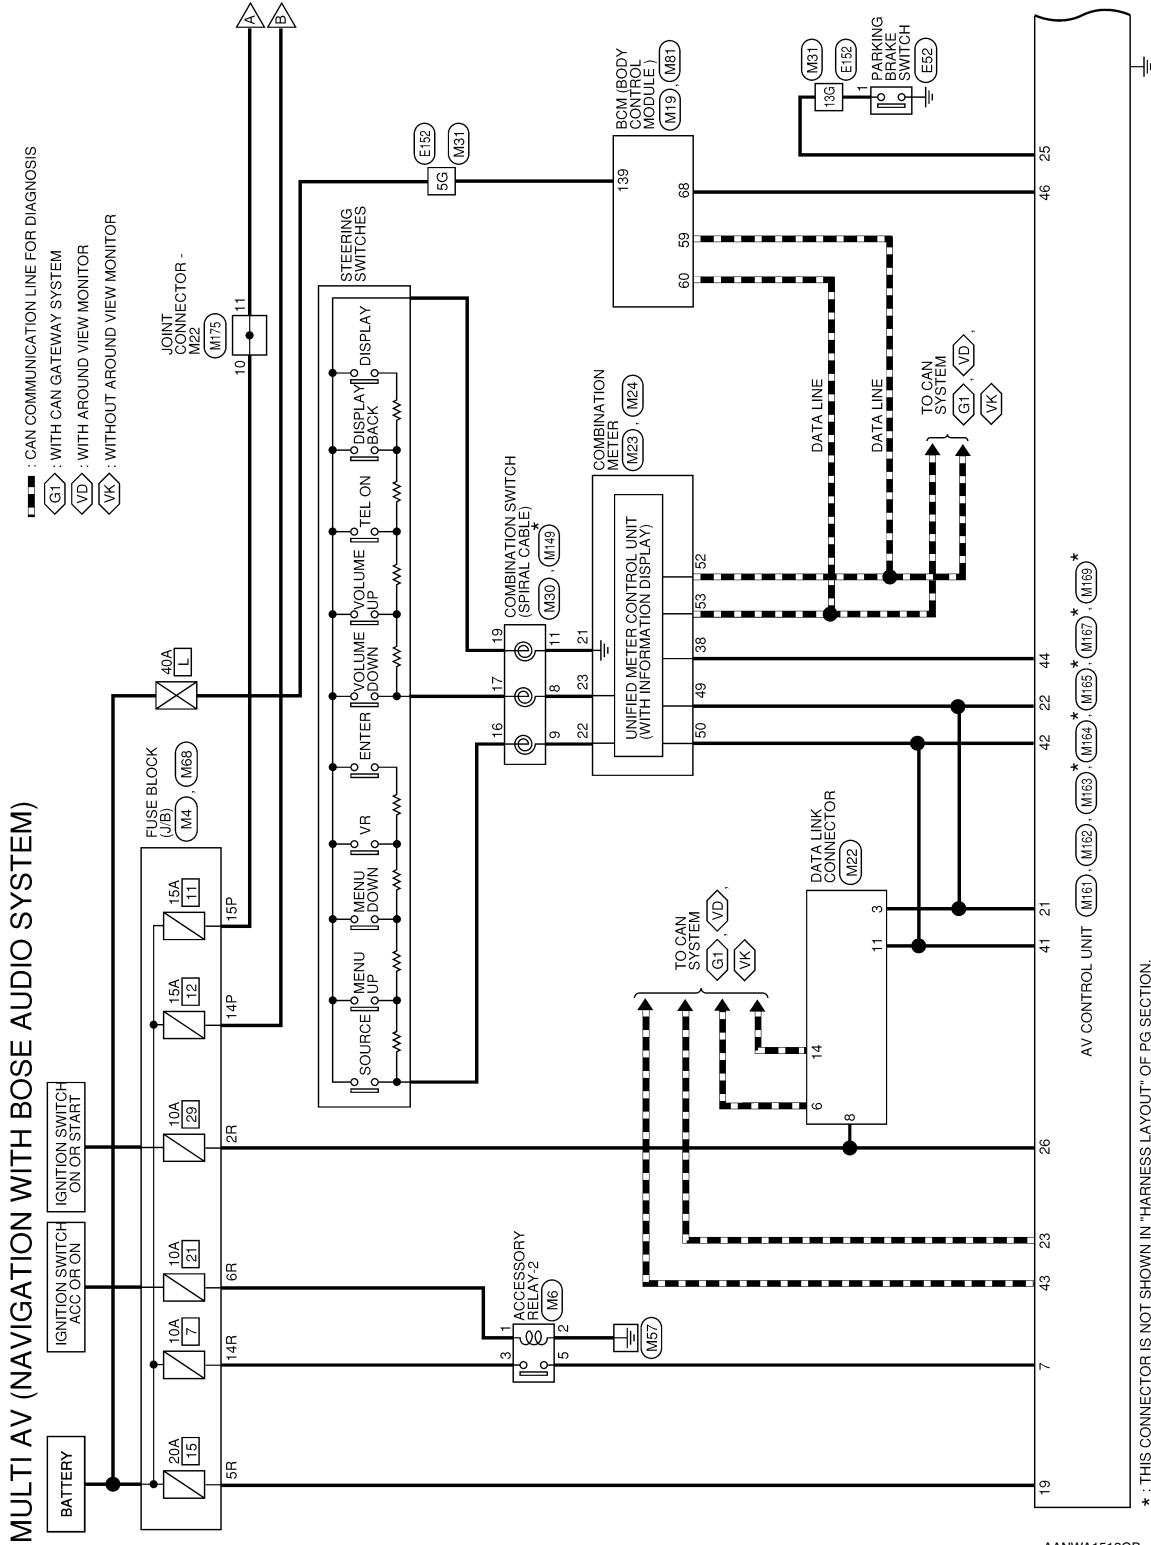 MULTI AV (NAVIGATION WITH BOSE AUDIO SYSTEM)
: CAN COMMUNICATION LINE FOR DIAGNOSIS
G1 : WITH CAN GATEWAY SYSTEM
VD : WITH AROUND VIEW MONITOR
VK : WITHOUT AROUND VIEW MONITOR
A
B
BATTERY
IGNITION SWITCH
ACC OR ON
IGNITION SWITCH
ON OR START
FUSE BLOCK
(J/B)
M4 , M68
20A
15
10A
7
10A
21
10A
29
15A
12
15A
11
5R
14R
6R
2R
14P
15P
40A
L
JOINT
CONNECTOR -
M22
M175
10
11
STEERING
SWITCHES
SOURCE
MENU
UP
MENU
DOWN
VR
ENTER
VOLUME
DOWN
VOLUME
UP
TEL ON
DISPLAY
BACK
DISPLAY
E152
5G
M31
ACCESSORY
RELAY-2
M6
1
2
3
5
M57
COMBINATION SWITCH
(SPIRAL CABLE)
M30 , M149 *
16
17
19
9
8
11
COMBINATION
METER
M23 , M24
22
23
21
UNIFIED METER CONTROL UNIT
(WITH INFORMATION DISPLAY)
50
49
38
53
52
BCM (BODY
CONTROL
MODULE )
M19 , M81
139
60
59
68
DATA LINE
DATA LINE
TO CAN
SYSTEM
G1 , VD ,
VK
TO CAN
SYSTEM
G1 , VD ,
VK
DATA LINK
CONNECTOR
M22
6
14
8
11
3
M31
E152
13G
1
PARKING
BRAKE
SWITCH
E52
19
7
43
23
26
41
21
42
22
44
46
25
AV CONTROL UNIT M161 , M162 , M163 * , M164 * , M165 * , M167 * , M169 *
* : THIS CONNECTOR IS NOT SHOWN IN "HARNESS LAYOUT" OF PG SECTION.